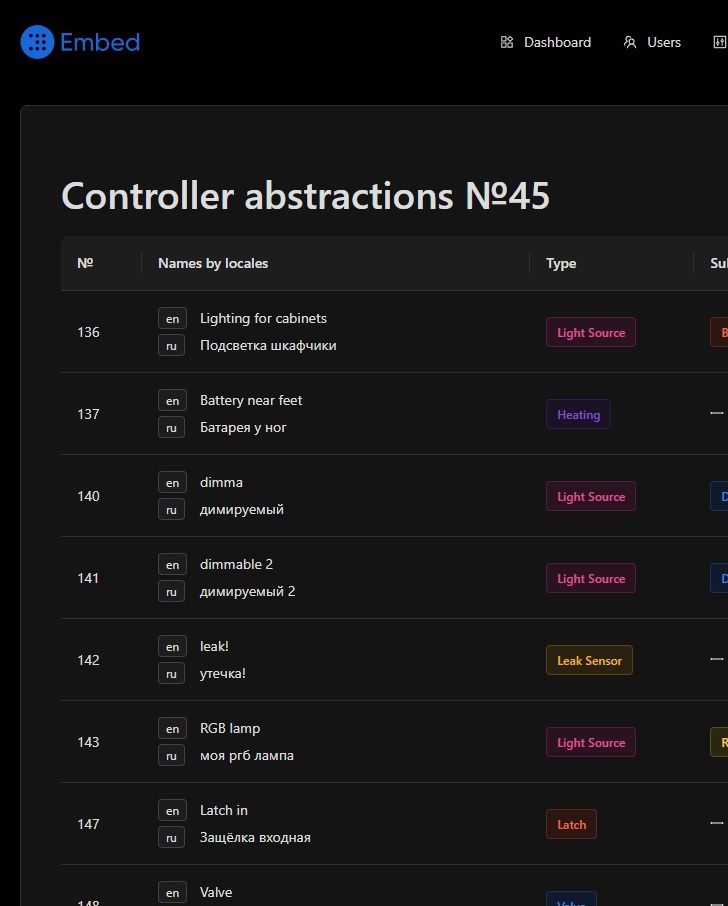 Embed
Dashboard Users
Controller abstractions №45
№ Names by locales Type
136 en Lighting for cabinets Light Source
ru Подсветка шкафчики
137 en Battery near feet Heating —
ru Батарея у ног
140 en dimma Light Source
ru димируемый
141 en dimmable 2 Light Source
ru димируемый 2
142 en leak! Leak Sensor —
ru утечка!
143 en RGB lamp Light Source
ru моя ргб лампа
147 en Latch in Latch —
ru Защёлка входная
148 en Valve Valve